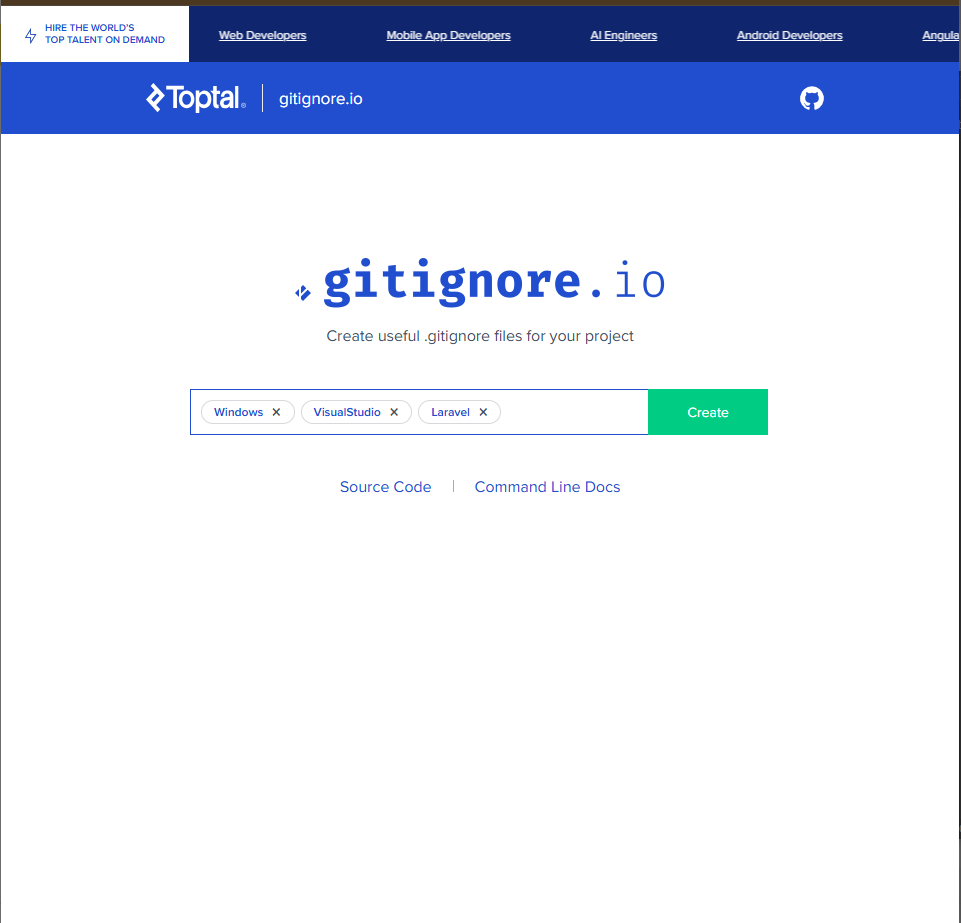 HIRE THE WORLD'S
TOP TALENT ON DEMAND
Web Developers
Mobile App Developers
AI Engineers
Android Developers
Angula
Toptal®
gitignore.io
.gitignore.io
Create useful .gitignore files for your project
Windows ✕ VisualStudio ✕ Laravel ✕
Create
Source Code | Command Line Docs